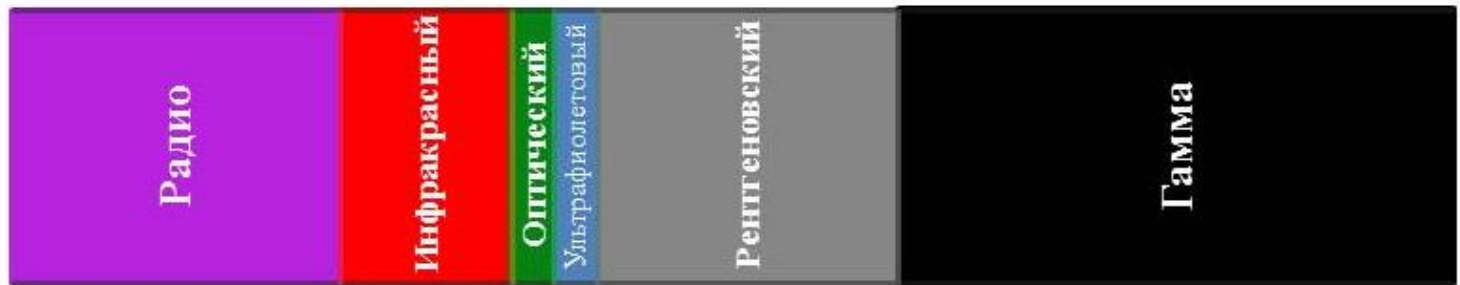 Радио
Инфракрасный
Оптический
Ультрафиолетовый
Рентгеновский
Гамма